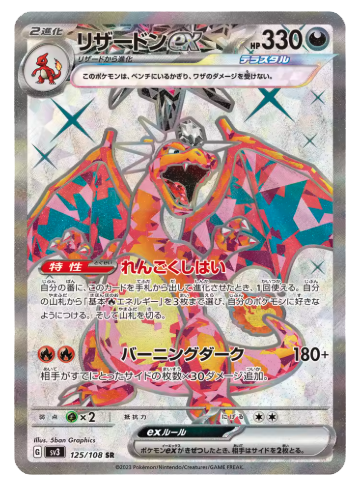 2進化
リザードンex
HP330
リザードから進化
テラスタル
このポケモンは、ベンチにいるかぎり、ワザのダメージを受けない。
特性 れんごくしはい
自分の番に、このカードを手札から出して進化させたとき、1回使える。自分の山札から「基本エネルギー」を3枚まで選び、自分のポケモンに好きなようにつける。そして山札を切る。
バーニングダーク 180+
相手がすでにとったサイドの枚数×30ダメージ追加。
弱点 ×2 抵抗力 にげる
exルール
ポケモンexがきぜつしたとき、相手はサイドを2枚とる。
Illus. 5ban Graphics
G sv3 125/108 SR
©2023 Pokémon/Nintendo/Creatures/GAME FREAK.